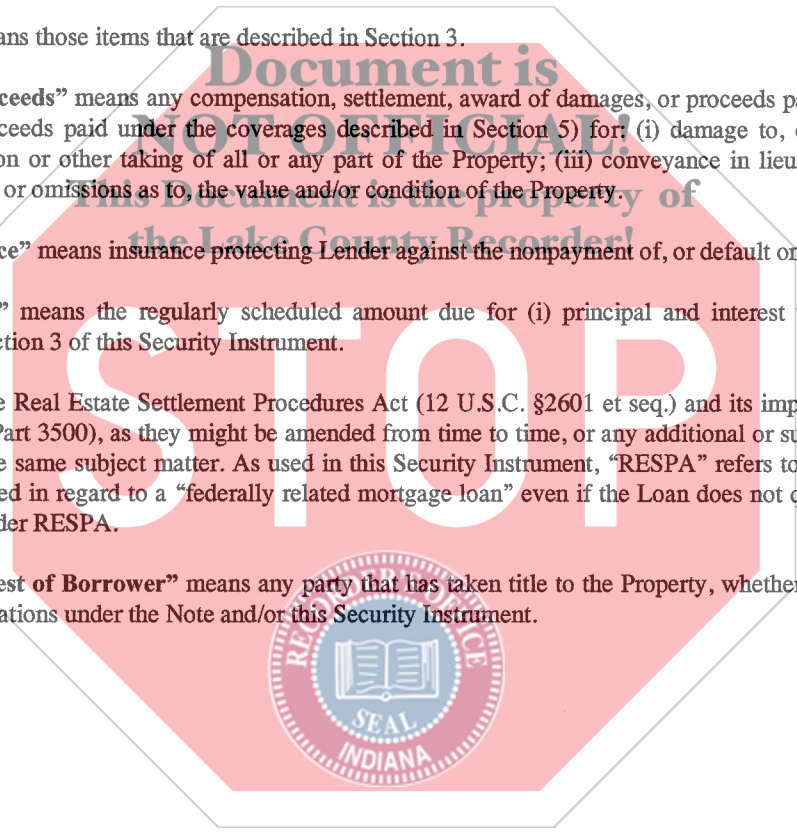 ans those items that are described in Section 3.
Document is
ceeds” means any compensation, settlement, award of damages, or proceeds pa
ceeds paid under the coverages described in Section 5) for: (i) damage to,
NOT OFFICIAL!
on or other taking of all or any part of the Property; (iii) conveyance in lieu
or omissions as to, the value and/or condition of the Property.
This Document is the property of
the Lake County Recorder!
ce” means insurance protecting Lender against the nonpayment of, or default on
” means the regularly scheduled amount due for (i) principal and interest
ction 3 of this Security Instrument.
STOP
e Real Estate Settlement Procedures Act (12 U.S.C. §2601 et seq.) and its imp
Part 3500), as they might be amended from time to time, or any additional or su
e same subject matter. As used in this Security Instrument, “RESPA” refers to
ed in regard to a “federally related mortgage loan” even if the Loan does not q
der RESPA.
est of Borrower” means any party that has taken title to the Property, whether
ations under the Note and/or this Security Instrument.
RECORDER'S OFFICE
SEAL
INDIANA